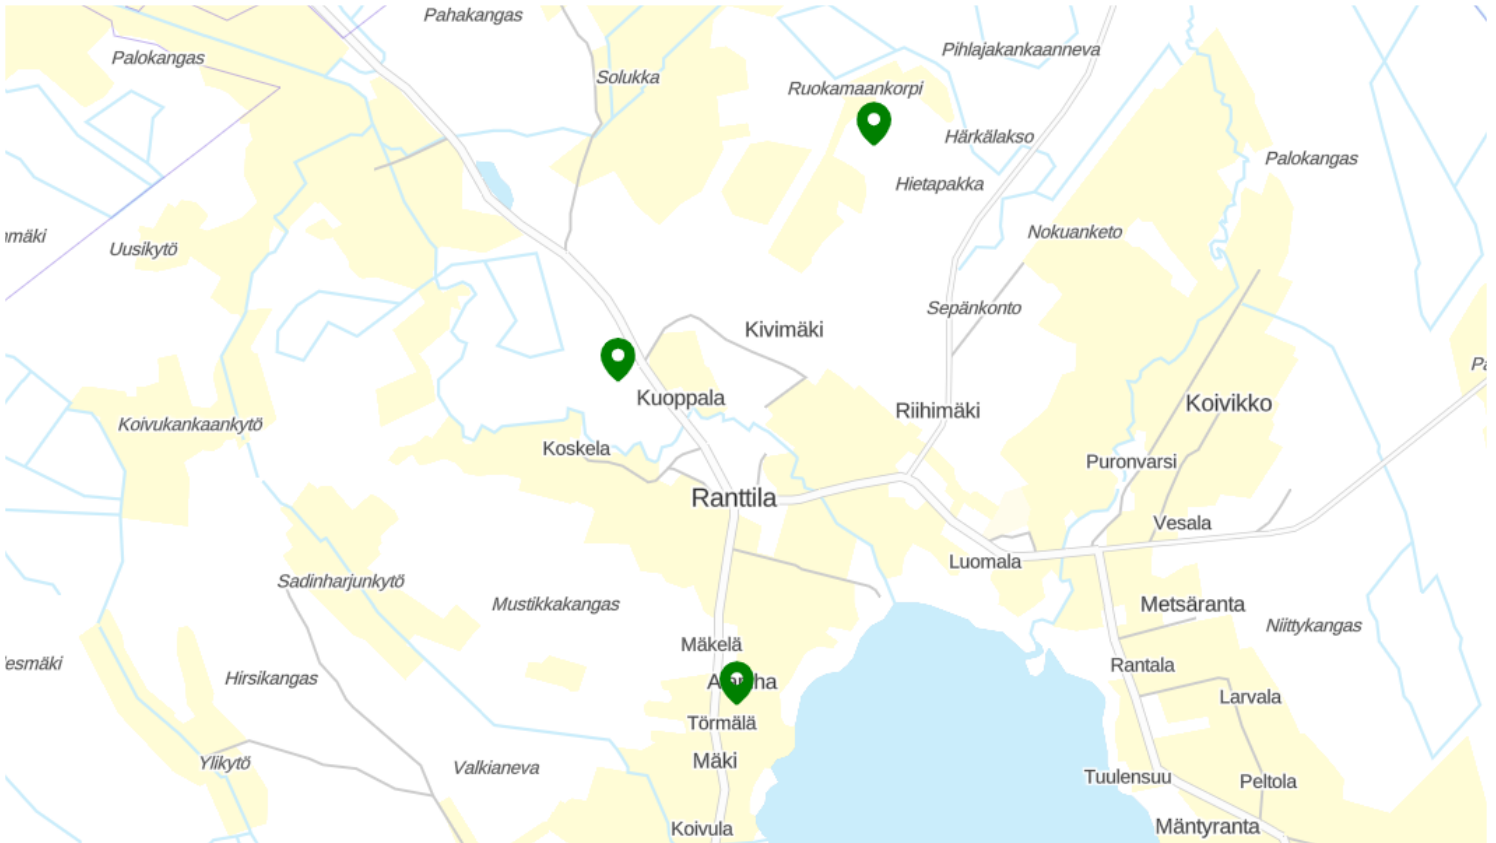 Pahakangas
Palokangas
Solukka
Pihlajakankaanneva
Ruokamaankorpi
Härkälakso
Palokangas
Hietapakka
Nokuanketo
Uusikytö
Sepänkonto
Kivimäki
Kuoppala
Riihimäki
Koivikko
Koivukankaankytö
Koskela
Puronvarsi
Ranttila
Vesala
Luomala
Sadinharjunkytö
Mustikkakangas
Metsäranta
Niittykangas
Mäkelä
Rantala
Hirsikangas
Larvala
Törmälä
Mäki
Ylikytö
Valkianeva
Tuulensuu
Peltola
Koivula
Mäntyranta